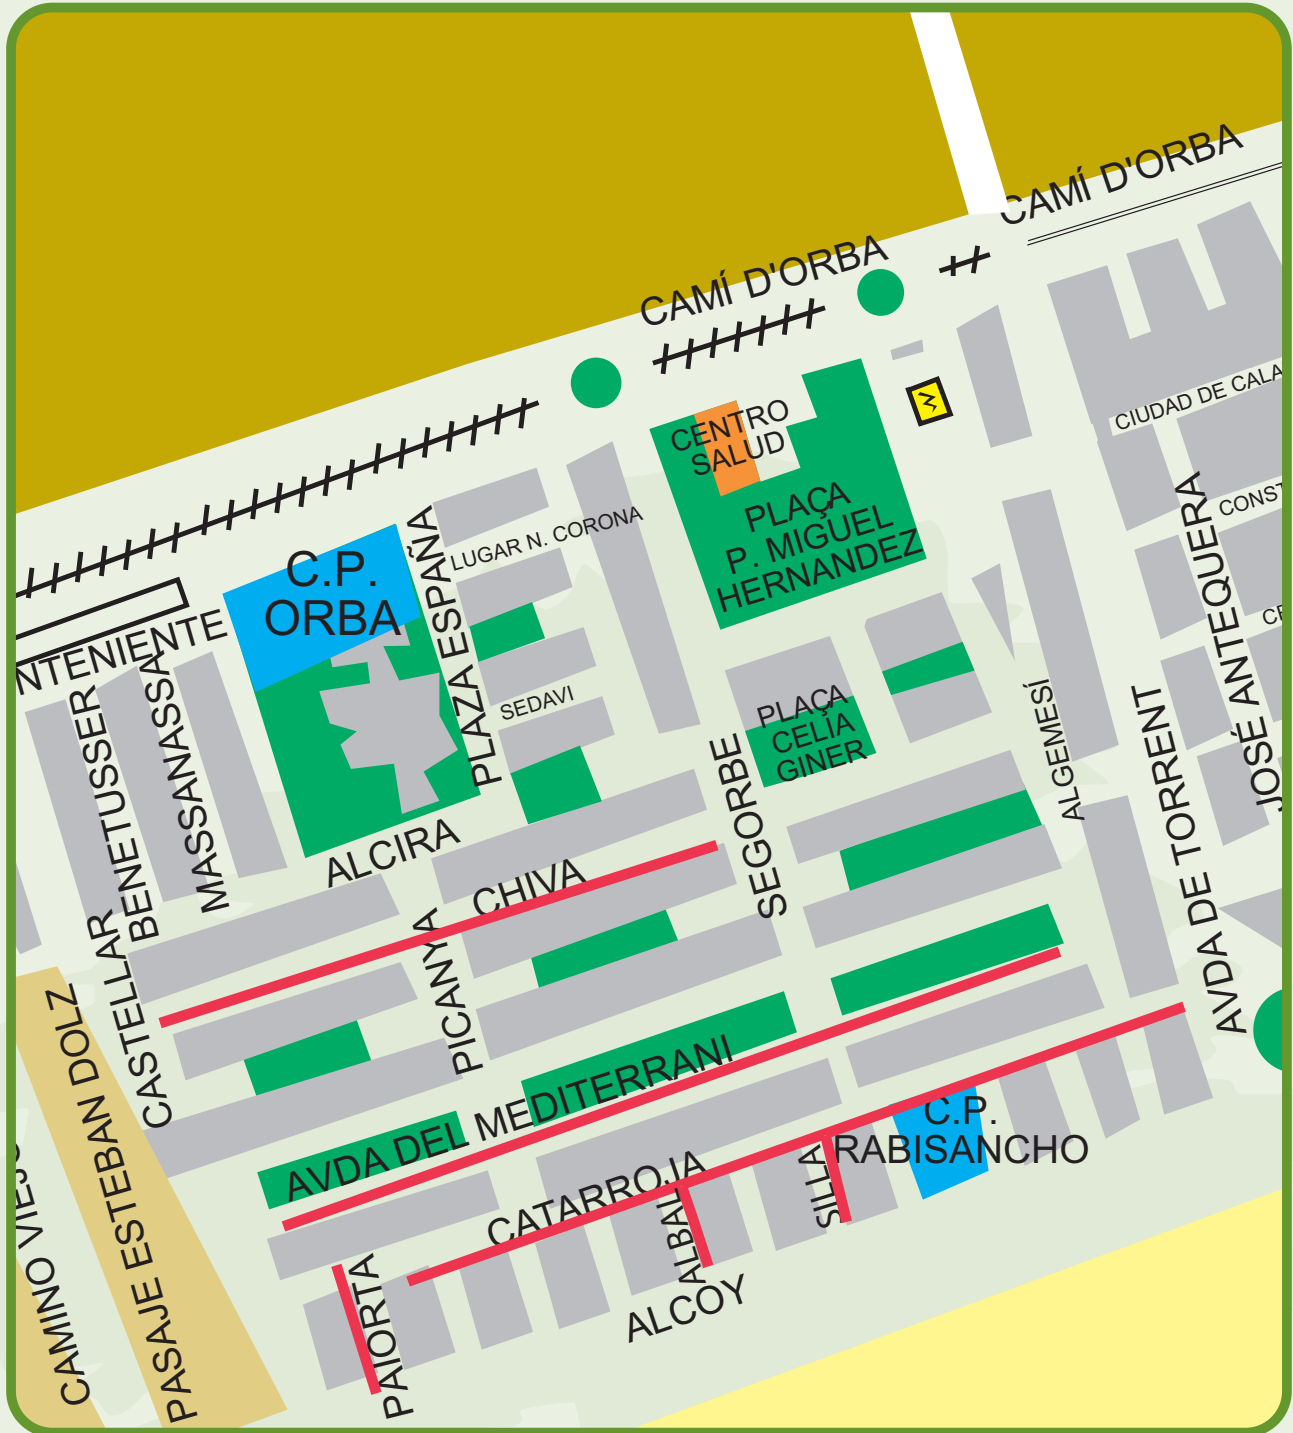 CAMÍ D'ORBA
CAMÍ D'ORBA
CIUDAD DE CALA
CENTRO
SALUD
PLAÇA
P. MIGUEL
HERNANDEZ
CONST
JOSÉ ANTEQUERA
LUGAR N. CORONA
PLAZA ESPAÑA
C.P.
ORBA
NTENIENTE
CE
SEDAVI
PLAÇA
CELIA
GINER
ALGEMESÍ
AVDA DE TORRENT
BENETUSSER
MASSANASSA
SEGORBE
ALCIRA
CHIVA
PICANYA
CASTELLAR
PASAJE ESTEBAN DOLZ
CAMINO VIEJO
AVDA DEL MEDITERRANI
C.P.
RABISANCHO
CATARROJA
SILLA
ALBAL
ALCOY
PAIORTA